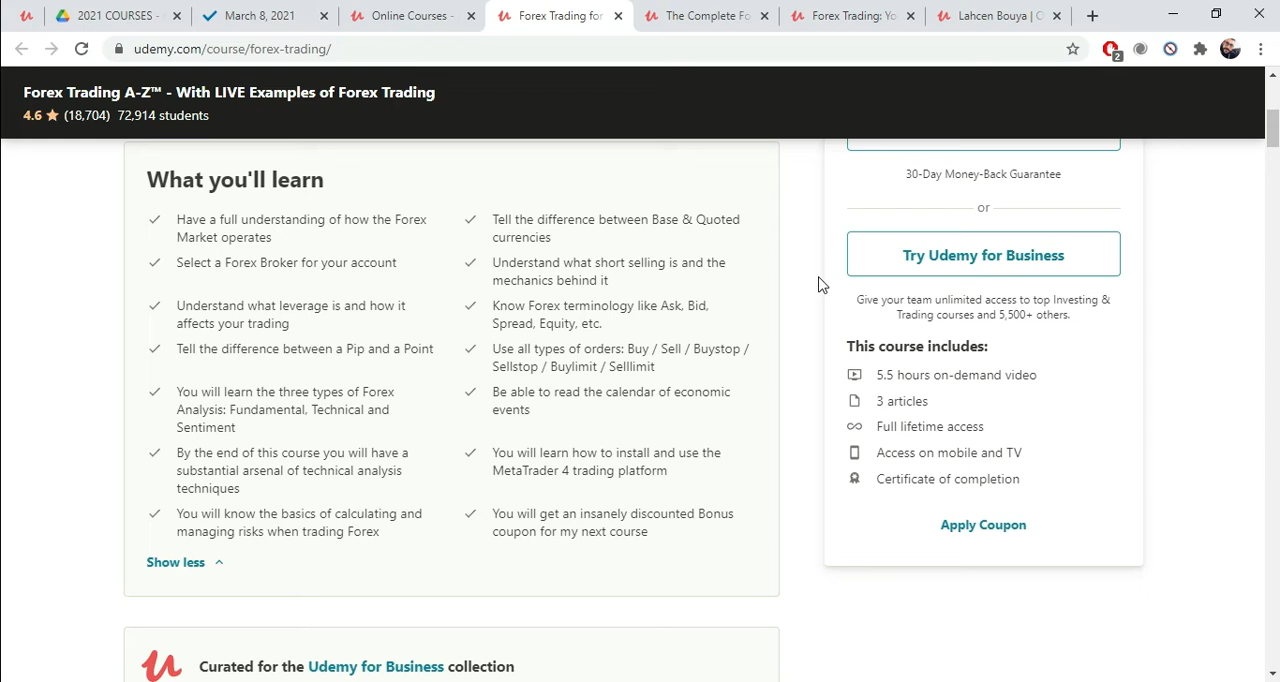 2021 COURSES -
March 8, 2021
Online Courses -
Forex Trading for
The Complete Fo
Forex Trading: Yo
Lahcen Bouya | O
udemy.com/course/forex-trading/
2
Forex Trading A-Z™ - With LIVE Examples of Forex Trading
4.6 ★ (18,704) 72,914 students
What you'll learn
Have a full understanding of how the Forex
Market operates
Tell the difference between Base & Quoted
currencies
Select a Forex Broker for your account
Understand what short selling is and the
mechanics behind it
Understand what leverage is and how it
affects your trading
Know Forex terminology like Ask, Bid,
Spread, Equity, etc.
Tell the difference between a Pip and a Point
Use all types of orders: Buy / Sell / Buystop /
Sellstop / Buylimit / Selllimit
You will learn the three types of Forex
Analysis: Fundamental, Technical and
Sentiment
Be able to read the calendar of economic
events
By the end of this course you will have a
substantial arsenal of technical analysis
techniques
You will learn how to install and use the
MetaTrader 4 trading platform
You will know the basics of calculating and
managing risks when trading Forex
You will get an insanely discounted Bonus
coupon for my next course
Show less
Curated for the Udemy for Business collection
30-Day Money-Back Guarantee
or
Try Udemy for Business
Give your team unlimited access to top Investing &
Trading courses and 5,500+ others.
This course includes:
5.5 hours on-demand video
3 articles
Full lifetime access
Access on mobile and TV
Certificate of completion
Apply Coupon